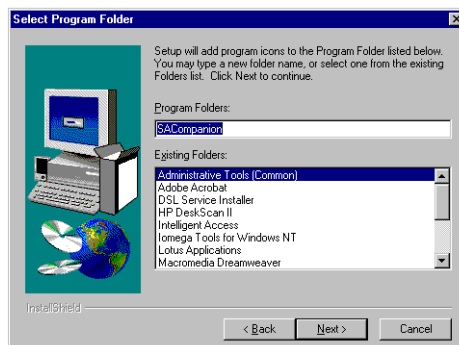 Select Program Folder
Setup will add program icons to the Program Folder listed below.
You may type a new folder name, or select one from the existing
Folders list. Click Next to continue.
Program Folders:
SACompanion
Existing Folders:
Administrative Tools (Common)
Adobe Acrobat
DSL Service Installer
HP DeskScan II
Intelligent Access
Iomega Tools for Windows NT
Lotus Applications
Macromedia Dreamweaver
InstallShield
< Back
Next >
Cancel